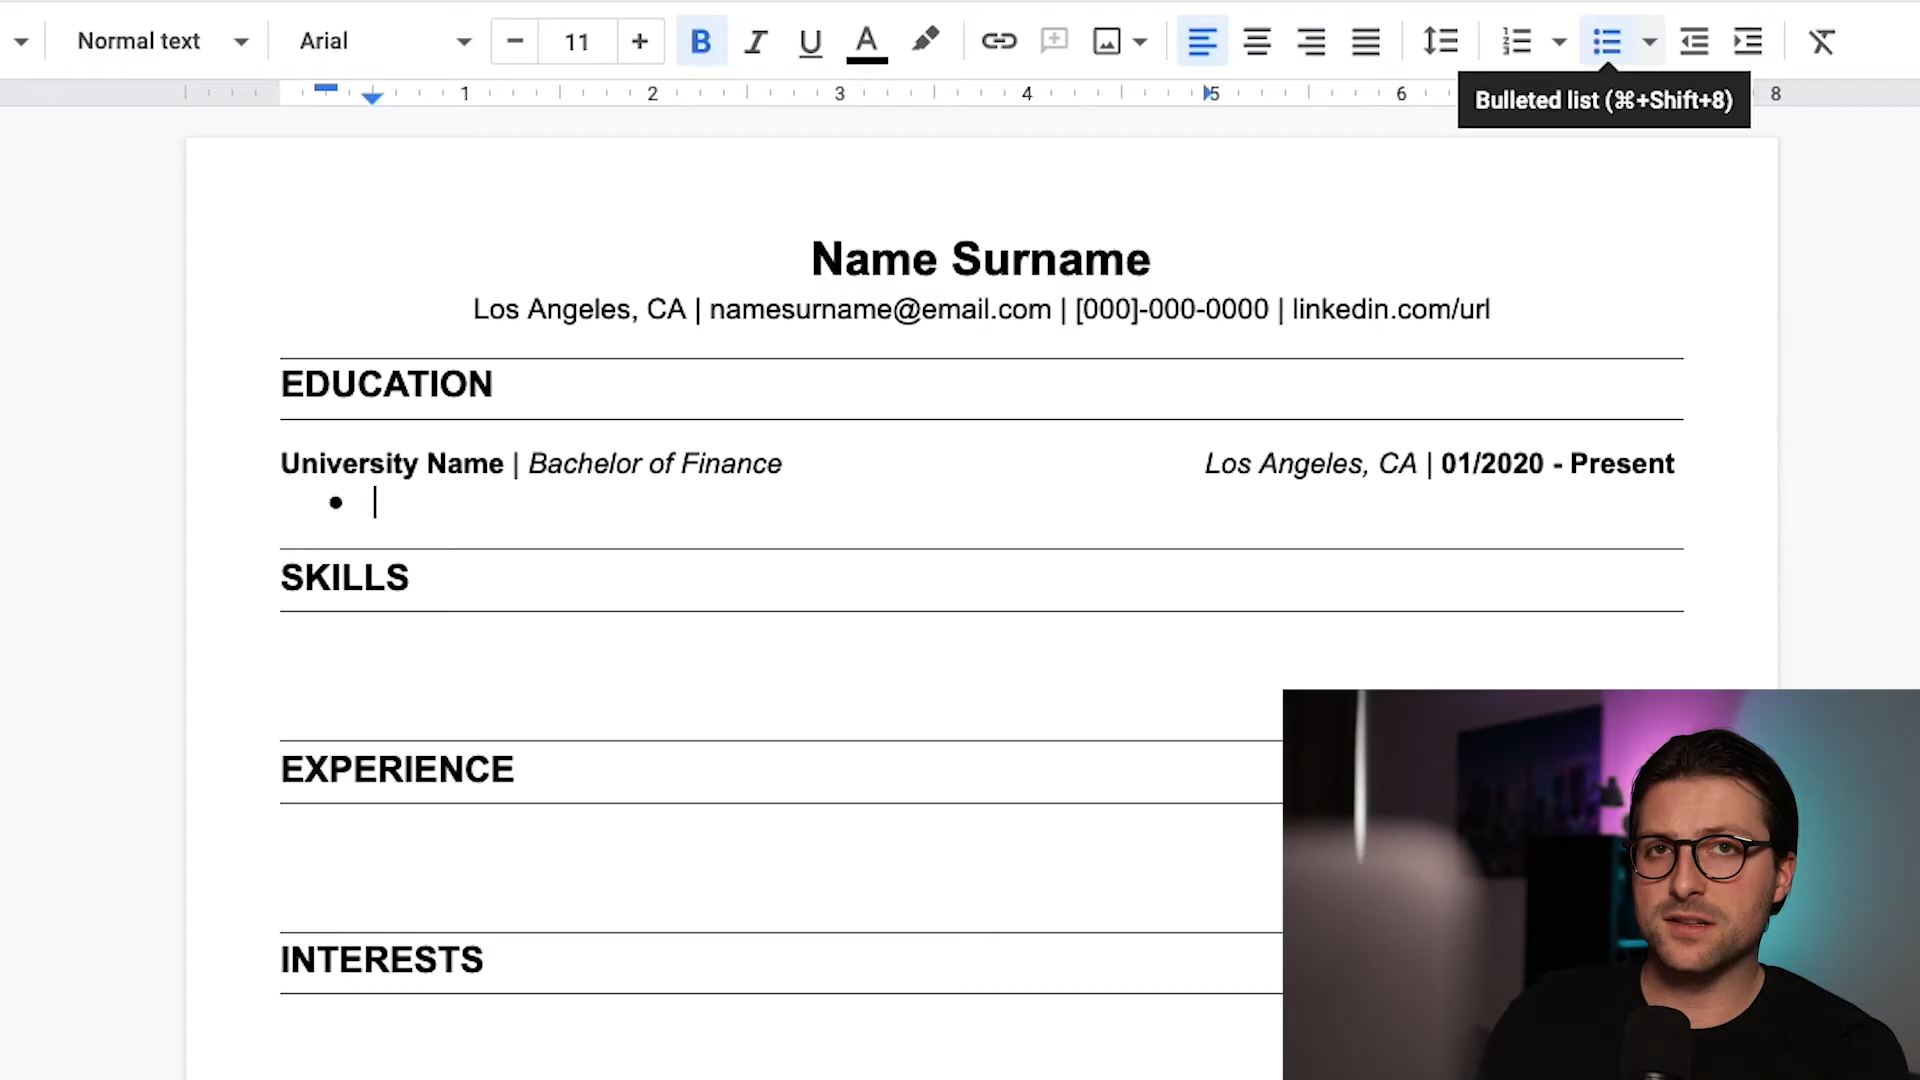 Normal text Arial - 11 + B I U A
1 2 3 4 5 6 8
Bulleted list (⌘+Shift+8)
Name Surname
Los Angeles, CA | namesurname@email.com | [000]-000-0000 | linkedin.com/url
EDUCATION
University Name | Bachelor of Finance Los Angeles, CA | 01/2020 - Present
●
SKILLS
EXPERIENCE
INTERESTS